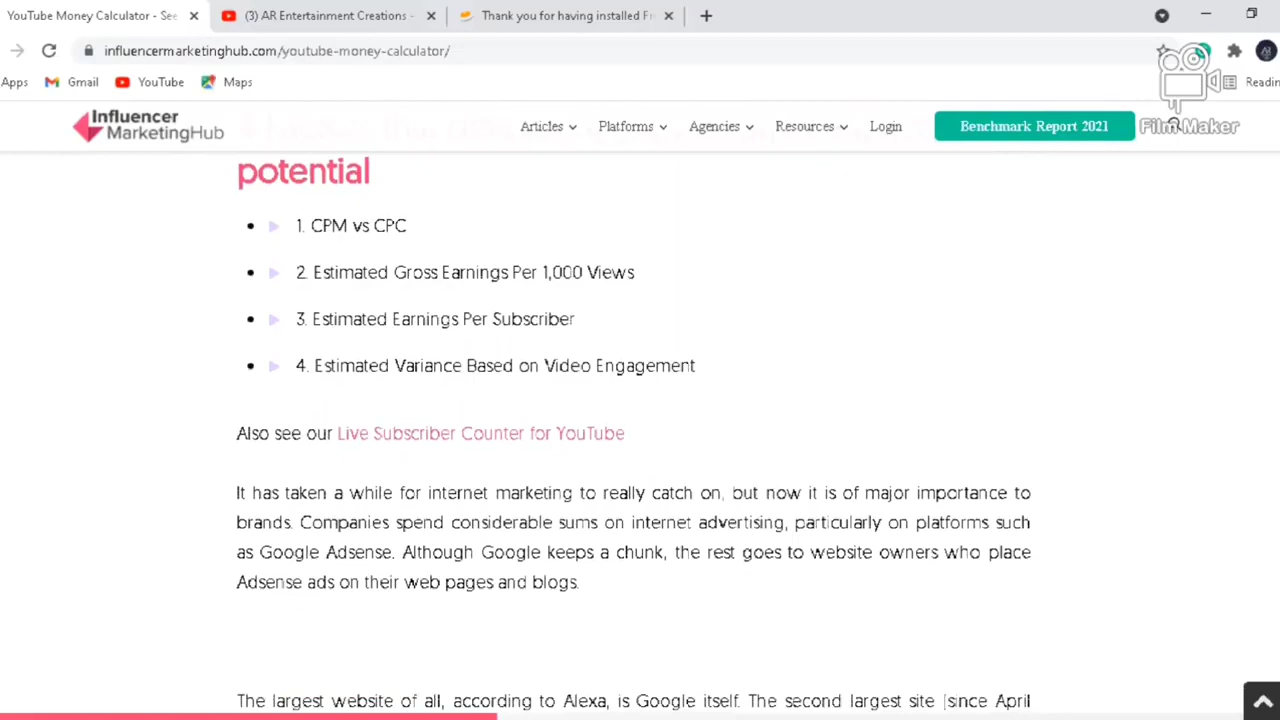 YouTube Money Calculator - See
(3) AR Entertainment Creations -
Thank you for having installed Fr
influencermarketinghub.com/youtube-money-calculator/
Apps
Gmail
YouTube
Maps
Readin
Influencer
MarketingHub
Articles
Platforms
Agencies
Resources
Login
Benchmark Report 2021
Film Maker
potential
1. CPM vs CPC
2. Estimated Gross Earnings Per 1,000 Views
3. Estimated Earnings Per Subscriber
4. Estimated Variance Based on Video Engagement
Also see our Live Subscriber Counter for YouTube
It has taken a while for internet marketing to really catch on, but now it is of major importance to
brands. Companies spend considerable sums on internet advertising, particularly on platforms such
as Google Adsense. Although Google keeps a chunk, the rest goes to website owners who place
Adsense ads on their web pages and blogs.
The largest website of all, according to Alexa, is Google itself. The second largest site [since April